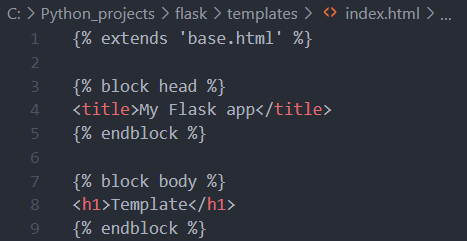 C: > Python_projects > flask > templates > <> index.html > ...
1 {% extends 'base.html' %}
2
3 {% block head %}
4 <title>My Flask app</title>
5 {% endblock %}
6
7 {% block body %}
8 <h1>Template</h1>
9 {% endblock %}